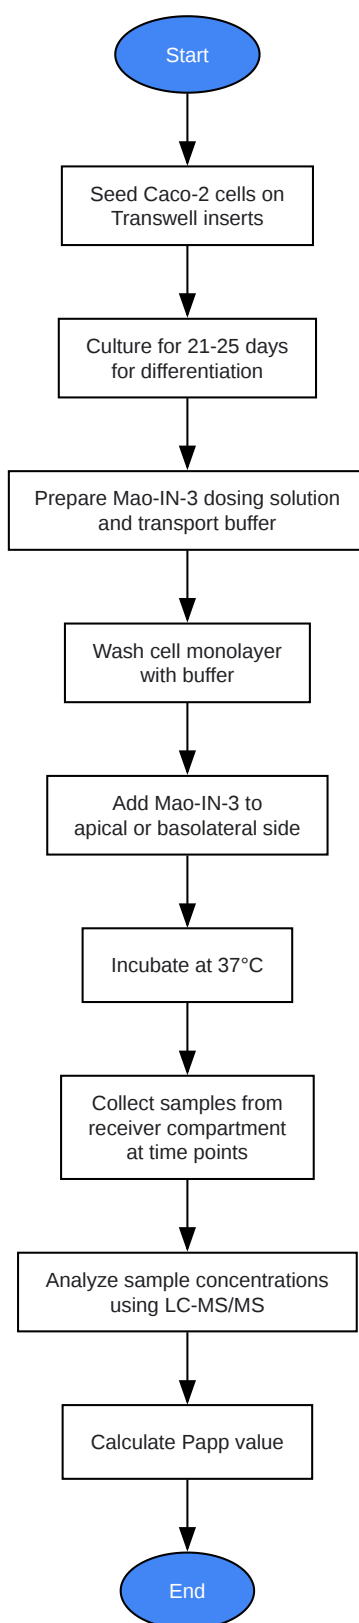 Start
Seed Caco-2 cells on
Transwell inserts
Culture for 21-25 days
for differentiation
Prepare Mao-IN-3 dosing solution
and transport buffer
Wash cell monolayer
with buffer
Add Mao-IN-3 to
apical or basolateral side
Incubate at 37°C
Collect samples from
receiver compartment
at time points
Analyze sample concentrations
using LC-MS/MS
Calculate Papp value
End